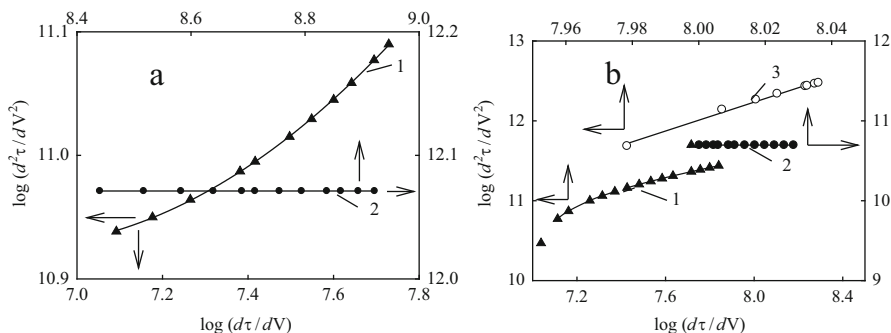 8.4 8.6 8.8 9.0
11.1
11.0
10.9
12.2
12.1
12.0
a
1
2
7.0 7.2 7.4 7.6 7.8
log (dτ/dV)
log (d²τ/dV²)
7.96 7.98 8.00 8.02 8.04
13
12
11
10
12
11
10
9
b
3
2
1
7.2 7.6 8.0 8.4
log (dτ/dV)
log (d²τ/dV²)